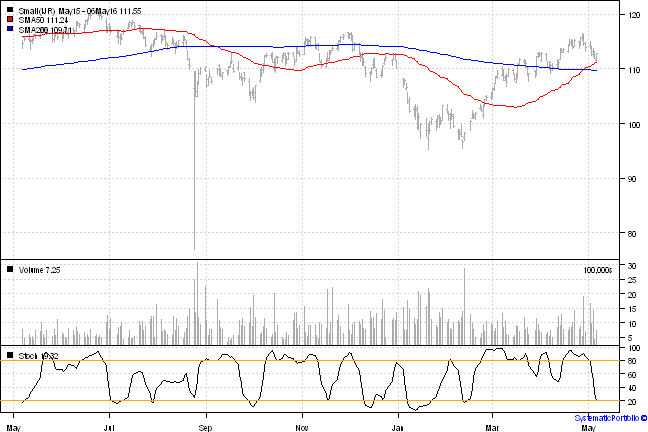 Small(IJR) May15 - 06May16 111.55
SMA50 111.24
SMA200 109.71
120
110
100
90
80
Volume 7.25
100,000s
30
25
20
15
10
5
Stoch 19.32
100
80
60
40
20
May Jul Sep Nov Jan Mar May
SystematicPortfolio ©